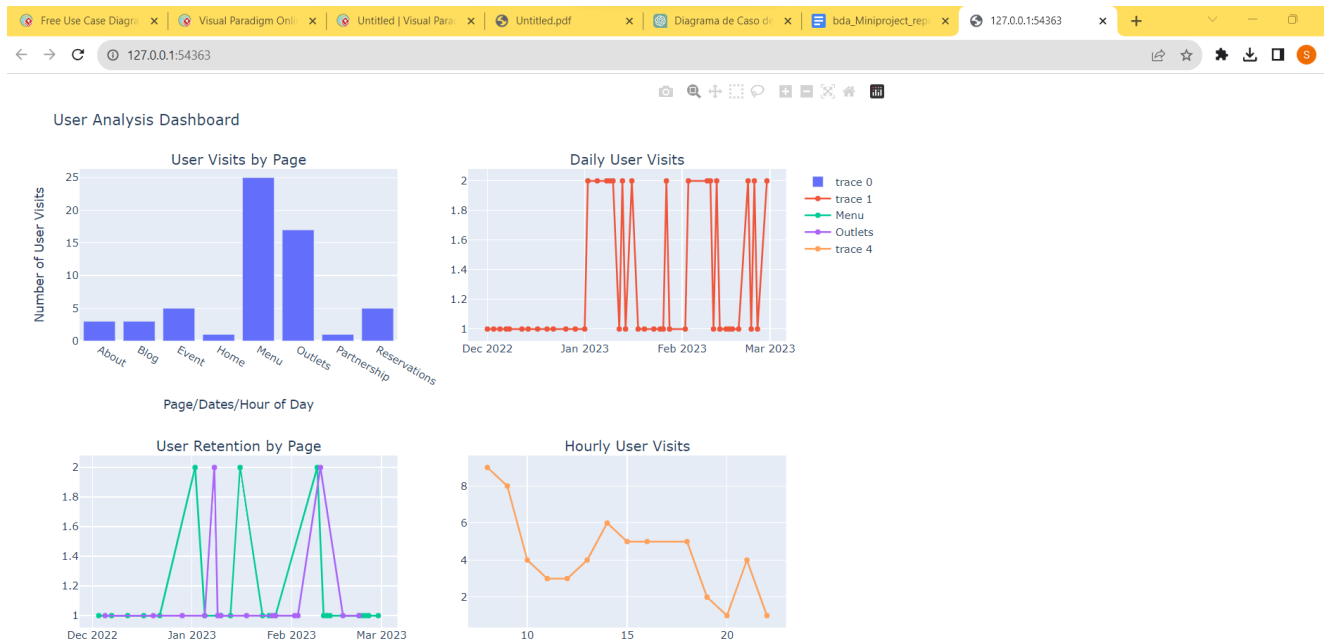 Free Use Case Diagra
Visual Paradigm Onli
Untitled | Visual Para
Untitled.pdf
Diagrama de Caso de
bda_Miniproject_rep
127.0.0.1:54363
127.0.0.1:54363
S
User Analysis Dashboard
User Visits by Page
Number of User Visits
25
20
15
10
5
0
About
Blog
Event
Home
Menu
Outlets
Partnership
Reservations
Page/Dates/Hour of Day
Daily User Visits
2
1.8
1.6
1.4
1.2
1
Dec 2022
Jan 2023
Feb 2023
Mar 2023
trace 0
trace 1
Menu
Outlets
trace 4
User Retention by Page
2
1.8
1.6
1.4
1.2
1
Dec 2022
Jan 2023
Feb 2023
Mar 2023
Hourly User Visits
8
6
4
2
10
15
20